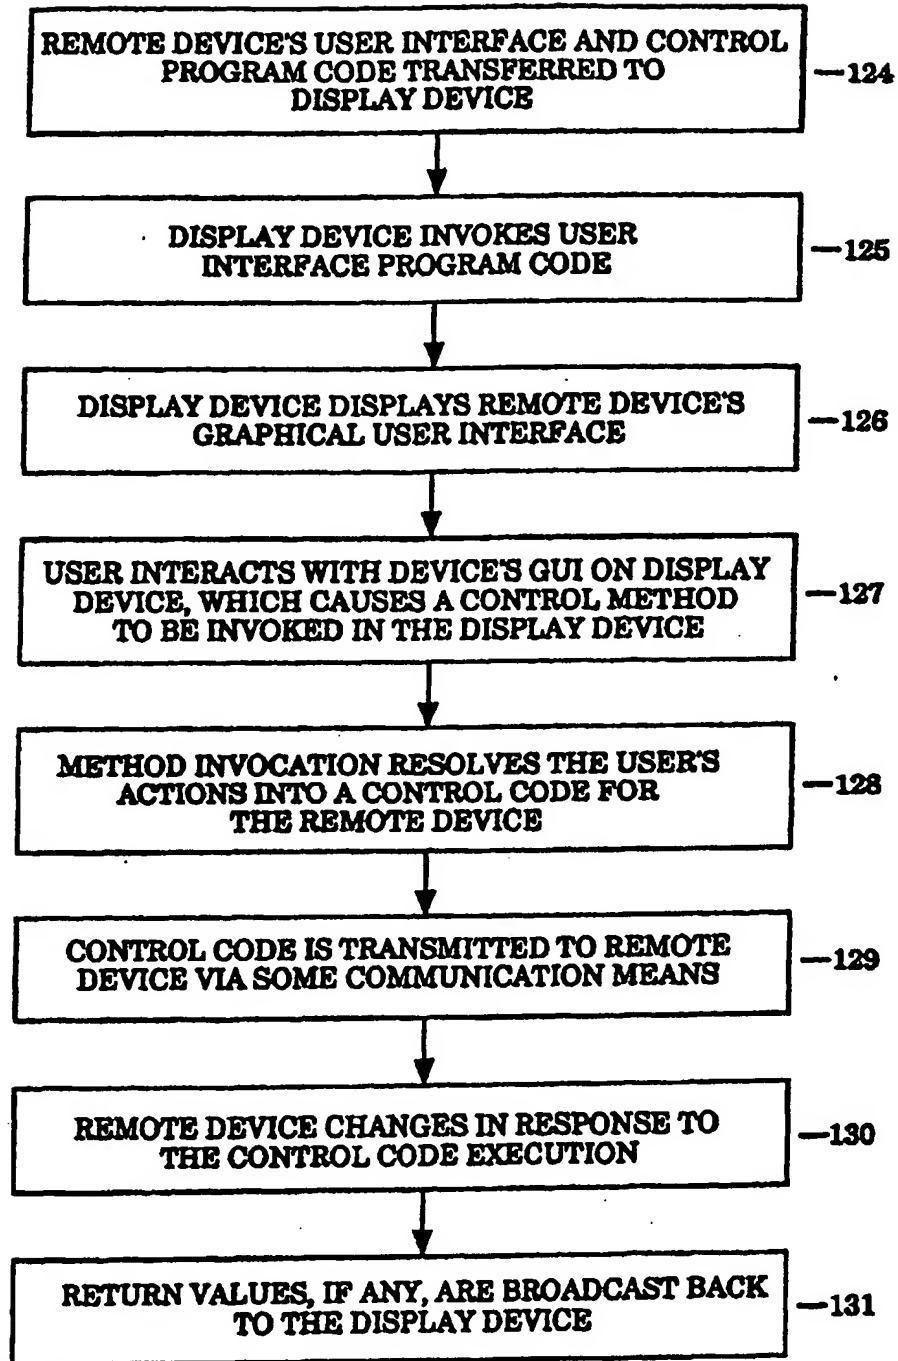 REMOTE DEVICE'S USER INTERFACE AND CONTROL
PROGRAM CODE TRANSFERRED TO
DISPLAY DEVICE
124
DISPLAY DEVICE INVOKES USER
INTERFACE PROGRAM CODE
125
DISPLAY DEVICE DISPLAYS REMOTE DEVICE'S
GRAPHICAL USER INTERFACE
126
USER INTERACTS WITH DEVICE'S GUI ON DISPLAY
DEVICE, WHICH CAUSES A CONTROL METHOD
TO BE INVOKED IN THE DISPLAY DEVICE
127
METHOD INVOCATION RESOLVES THE USER'S
ACTIONS INTO A CONTROL CODE FOR
THE REMOTE DEVICE
128
CONTROL CODE IS TRANSMITTED TO REMOTE
DEVICE VIA SOME COMMUNICATION MEANS
129
REMOTE DEVICE CHANGES IN RESPONSE TO
THE CONTROL CODE EXECUTION
130
RETURN VALUES, IF ANY, ARE BROADCAST BACK
TO THE DISPLAY DEVICE
131